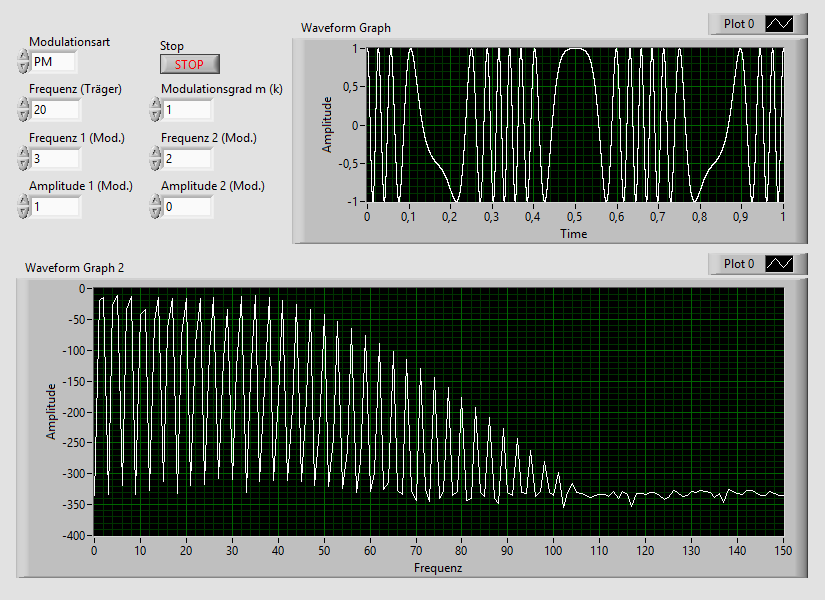 Modulationsart
PM
Stop
STOP
Frequenz (Träger)
20
Modulationsgrad m (k)
1
Frequenz 1 (Mod.)
3
Frequenz 2 (Mod.)
2
Amplitude 1 (Mod.)
1
Amplitude 2 (Mod.)
0
Waveform Graph
Plot 0
Amplitude
1
0,5
0
-0,5
-1
0 0,1 0,2 0,3 0,4 0,5 0,6 0,7 0,8 0,9 1
Time
Waveform Graph 2
Plot 0
Amplitude
0
-50
-100
-150
-200
-250
-300
-350
-400
0 10 20 30 40 50 60 70 80 90 100 110 120 130 140 150
Frequenz